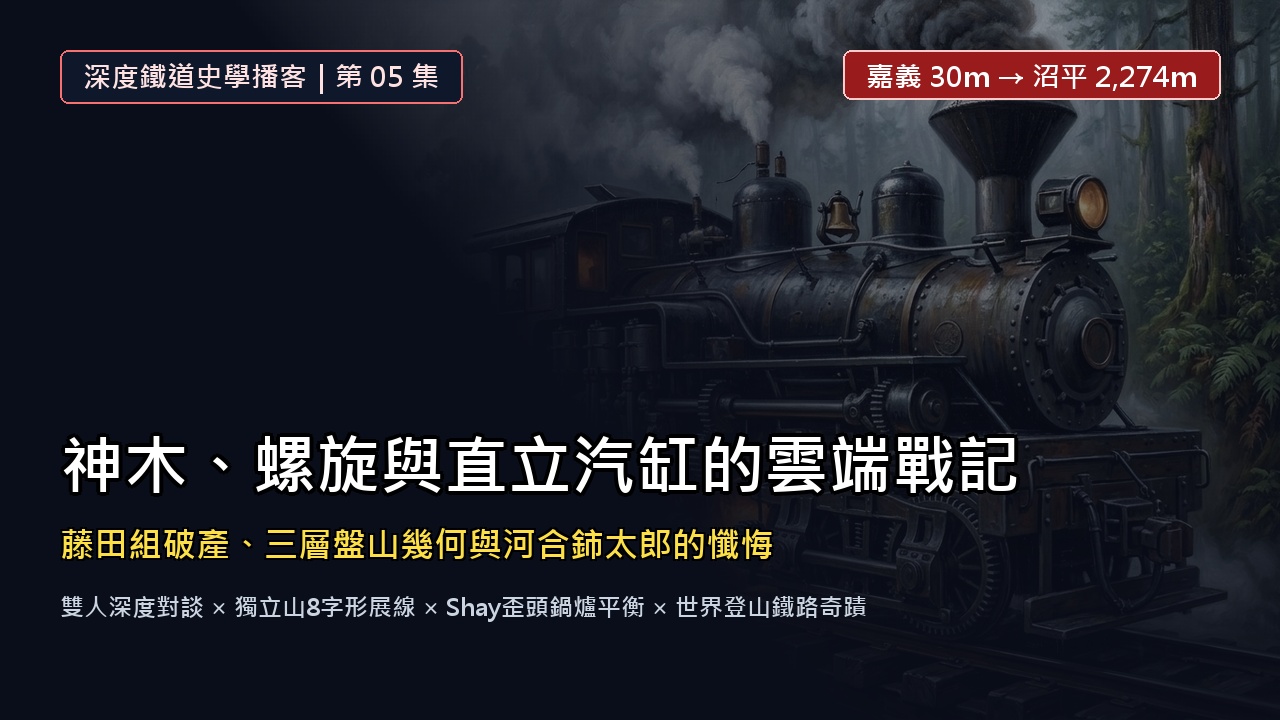 深度鐵道史學播客 | 第 05 集
嘉義 30m → 沼平 2,274m
神木、螺旋與直立汽缸的雲端戰記
藤田組破產、三層盤山幾何與河合鈰太郎的懺悔
雙人深度對談 × 獨立山8字形展線 × Shay歪頭鍋爐平衡 × 世界登山鐵路奇蹟